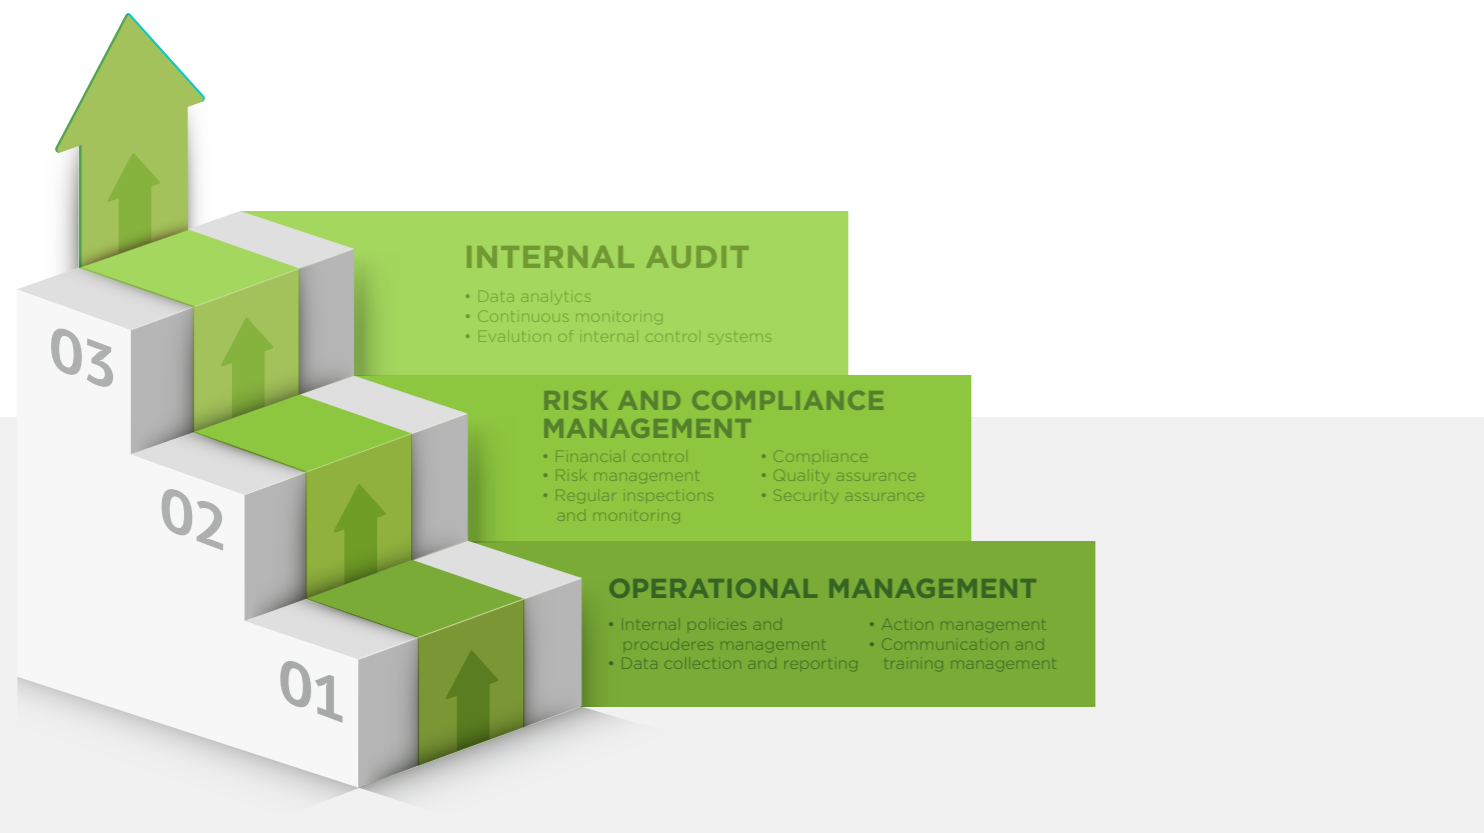 INTERNAL AUDIT
• Data analytics
• Continuous monitoring
• Evalution of internal control systems
03
RISK AND COMPLIANCE
MANAGEMENT
• Financial control
• Risk management
• Regular inspections
and monitoring
• Compliance
• Quality assurance
• Security assurance
02
OPERATIONAL MANAGEMENT
• Internal policies and
procuderes management
• Data collection and reporting
• Action management
• Communication and
training management
01